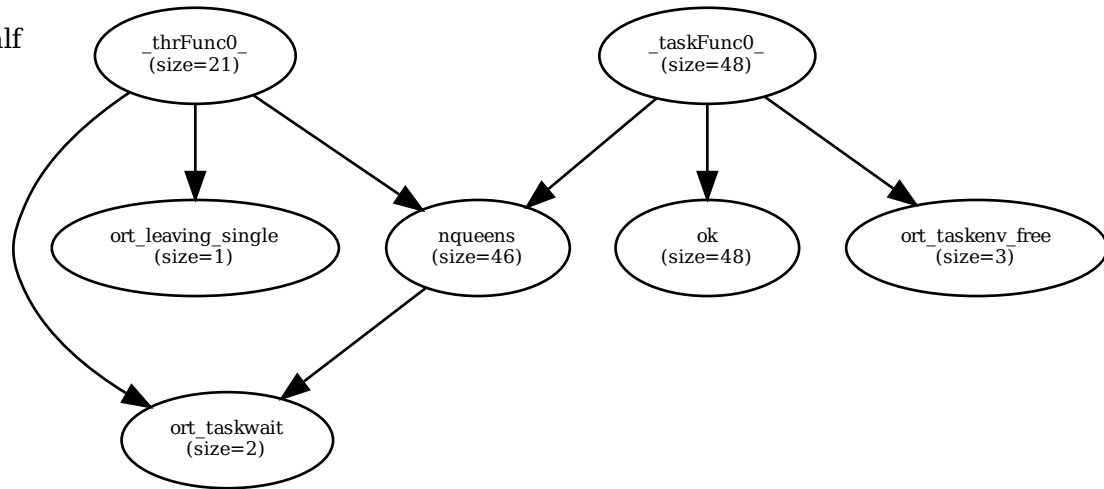 _thrFunc0_
(size=21)
_taskFunc0_
(size=48)
ort_leaving_single
(size=1)
nqueens
(size=46)
ok
(size=48)
ort_taskenv_free
(size=3)
ort_taskwait
(size=2)